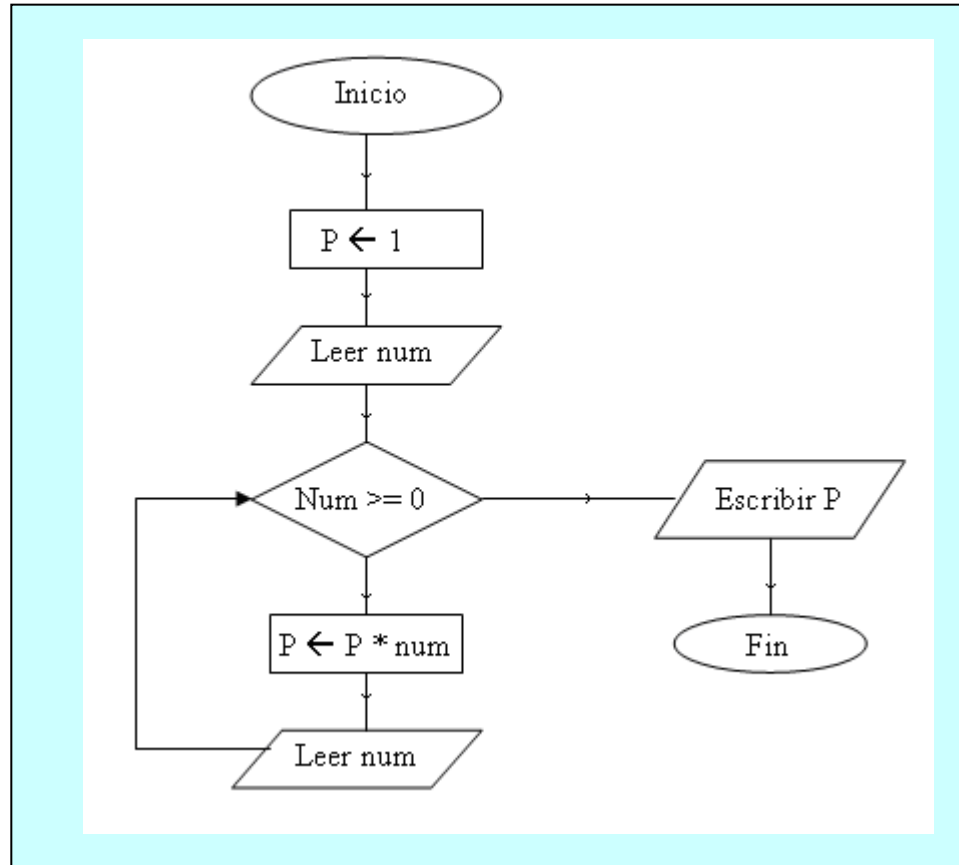 Inicio
P ← 1
Leer num
Num >= 0
Escribir P
P ← P * num
Fin
Leer num